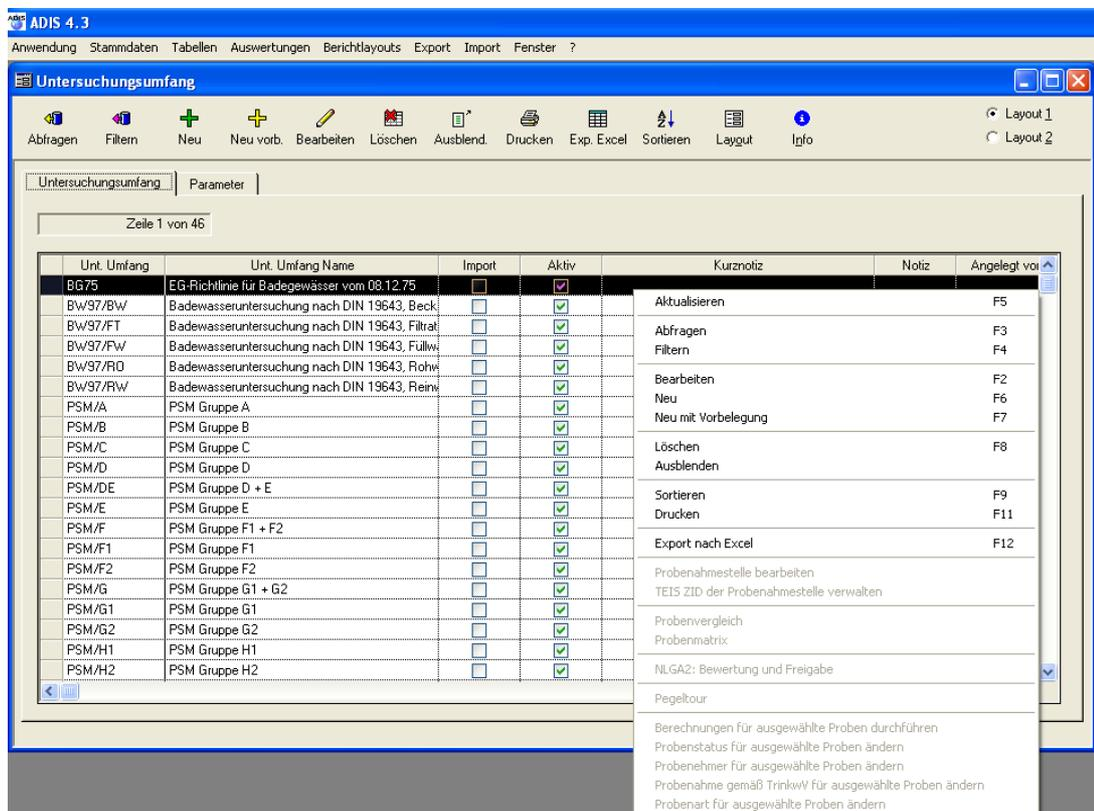 ADIS 4.3
Anwendung Stammdaten Tabellen Auswertungen Berichtlayouts Export Import Fenster ?
Untersuchungsumfang
Abfragen Filtern Neu Neu vorb. Bearbeiten Löschen Ausblend. Drucken Exp. Excel Sortieren Layout Info
Layout 1
Layout 2
Untersuchungsumfang Parameter
Zeile 1 von 46
Unt. Umfang Unt. Umfang Name Import Aktiv Kurznotiz Notiz Angelegt vor
BG75 EG-Richtlinie für Badegewässer vom 08.12.75
BW97/BW Badewasseruntersuchung nach DIN 19643, Beck
BW97/FT Badewasseruntersuchung nach DIN 19643, Filtrat
BW97/FW Badewasseruntersuchung nach DIN 19643, Füllw
BW97/RO Badewasseruntersuchung nach DIN 19643, Rohw
BW97/RW Badewasseruntersuchung nach DIN 19643, Reinw
PSM/A PSM Gruppe A
PSM/B PSM Gruppe B
PSM/C PSM Gruppe C
PSM/D PSM Gruppe D
PSM/DE PSM Gruppe D + E
PSM/E PSM Gruppe E
PSM/F PSM Gruppe F1 + F2
PSM/F1 PSM Gruppe F1
PSM/F2 PSM Gruppe F2
PSM/G PSM Gruppe G1 + G2
PSM/G1 PSM Gruppe G1
PSM/G2 PSM Gruppe G2
PSM/H1 PSM Gruppe H1
PSM/H2 PSM Gruppe H2
Aktualisieren F5
Abfragen F3
Filtern F4
Bearbeiten F2
Neu F6
Neu mit Vorbelegung F7
Löschen F8
Ausblenden
Sortieren F9
Drucken F11
Export nach Excel F12
Probenahmestelle bearbeiten
TEIS ZID der Probenahmestelle verwalten
Probenvergleich
Probenmatrix
NLGA2: Bewertung und Freigabe
Pegeltour
Berechnungen für ausgewählte Proben durchführen
Probenstatus für ausgewählte Proben ändern
Probenehmer für ausgewählte Proben ändern
Probenahme gemäß TrinkwV für ausgewählte Proben ändern
Probenart für ausgewählte Proben ändern